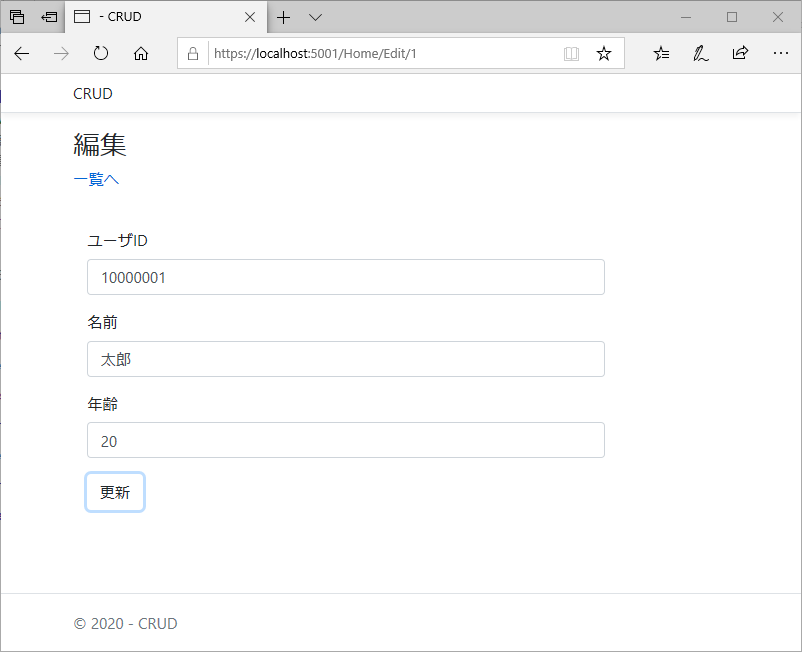 - CRUD
https://localhost:5001/Home/Edit/1
CRUD
編集
一覧へ
ユーザID
10000001
名前
太郎
年齢
20
更新
© 2020 - CRUD